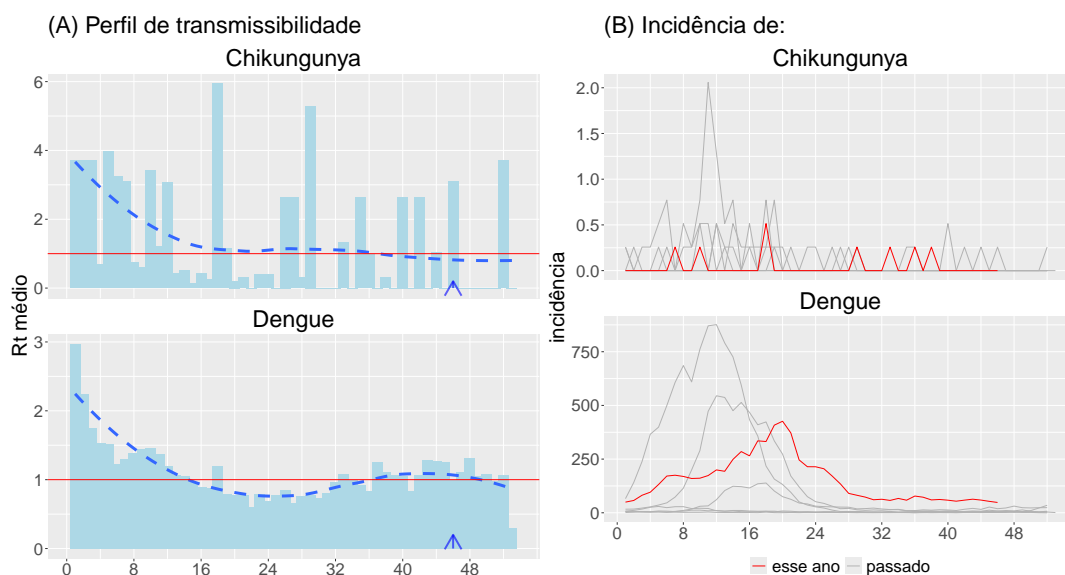 (A) Perfil de transmissibilidade
Chikungunya
6
4
2
0
Dengue
3
2
1
0
0 8 16 24 32 40 48
Rt médio
(B) Incidência de:
Chikungunya
2.0
1.5
1.0
0.5
0.0
Dengue
750
500
250
0
0 8 16 24 32 40 48
incidência
esse ano passado